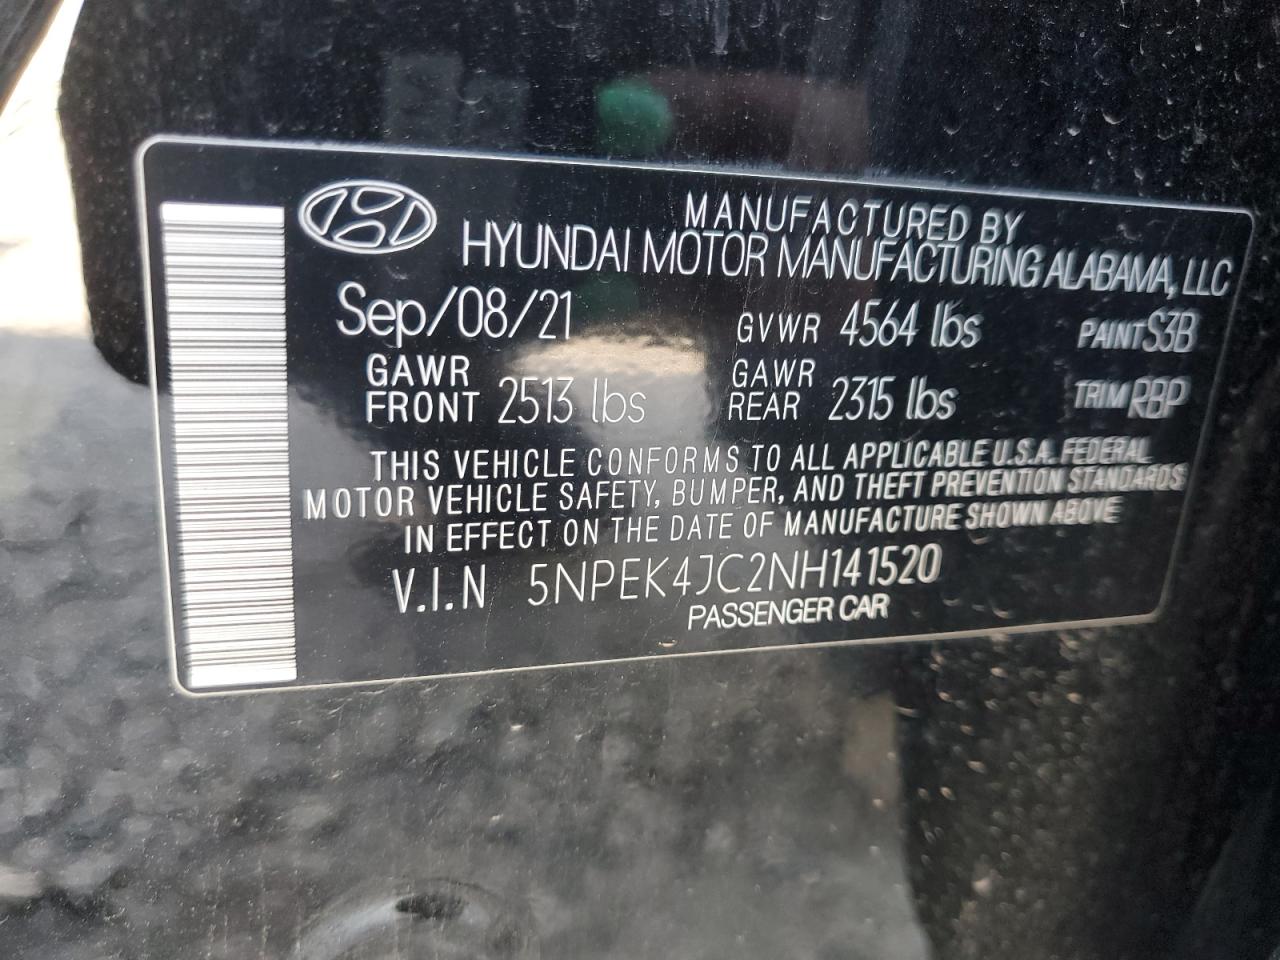 MANUFACTURED BY
HYUNDAI MOTOR MANUFACTURING ALABAMA, LLC
Sep/08/21 GVWR 4564 lbs PAINT S3B
GAWR FRONT 2513 lbs GAWR REAR 2315 lbs TRIM RBP
THIS VEHICLE CONFORMS TO ALL APPLICABLE U.S.A. FEDERAL
MOTOR VEHICLE SAFETY, BUMPER, AND THEFT PREVENTION STANDARDS
IN EFFECT ON THE DATE OF MANUFACTURE SHOWN ABOVE
V.I.N 5NPEK4JC2NH141520
PASSENGER CAR